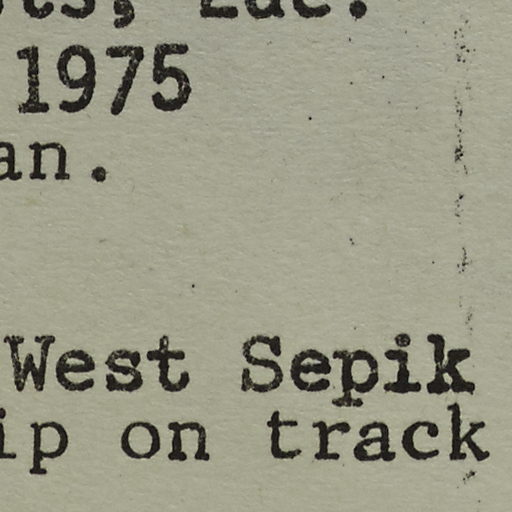 1975
an.
West Sepik
ip on track